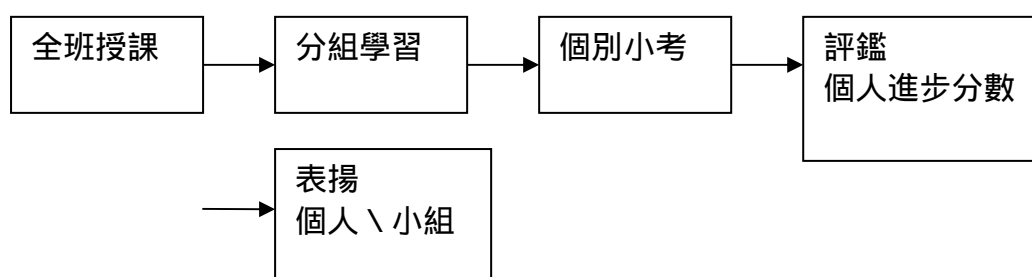 全班授課
分組學習
個別小考
評鑑
個人進步分數
表揚
個人\小組